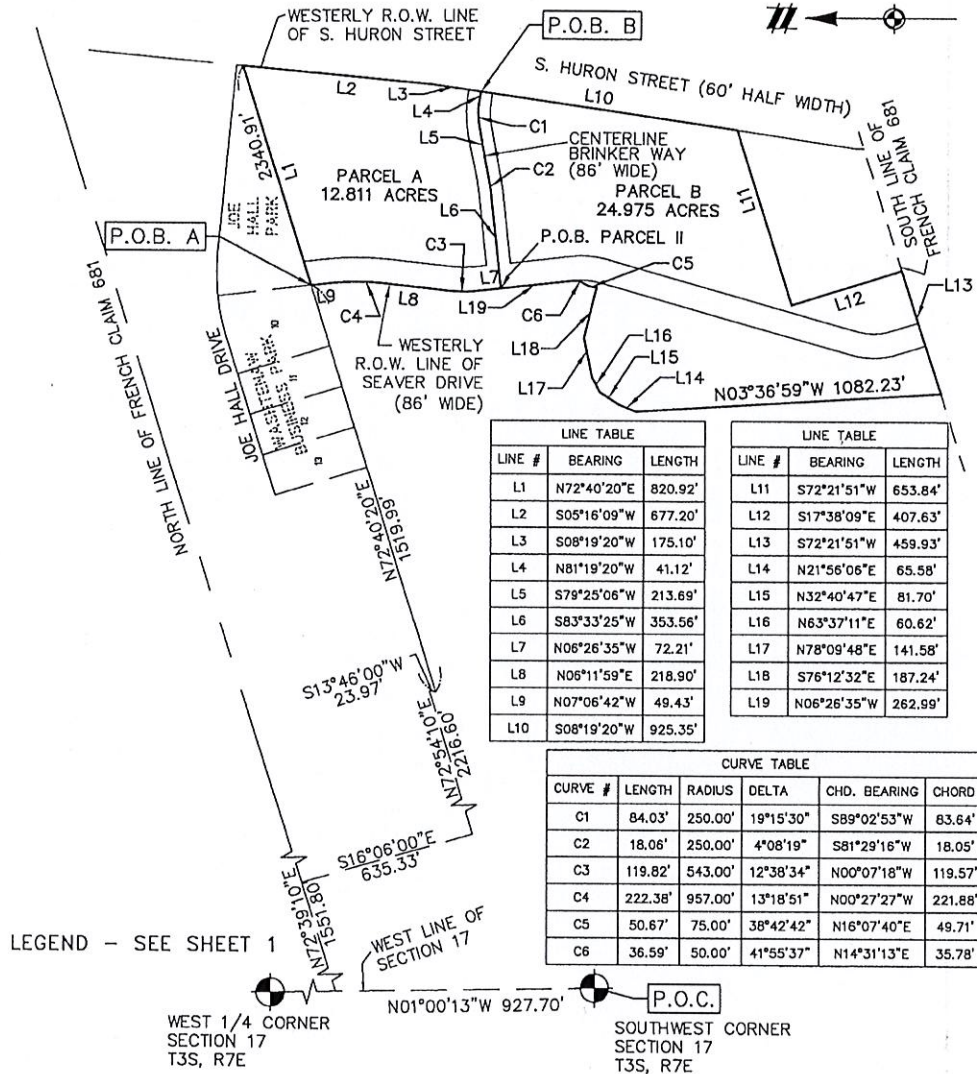 WESTERLY R.O.W. LINE
OF S. HURON STREET
P.O.B. B
S. HURON STREET (60' HALF WIDTH)
L2
L3
L4
L10
C1
L5
CENTERLINE
BRINKER WAY
(86' WIDE)
C2
SOUTH LINE OF
FRENCH CLAIM 681
2340.91'
L1
PARCEL A
12.811 ACRES
PARCEL B
24.975 ACRES
L11
JOE
HALL
PARK
P.O.B. A
L6
C3
P.O.B. PARCEL II
L7
C5
L12
L13
L9
C4
L8
L19
C6
L16
L18
L15
L17
L14
WESTERLY
R.O.W. LINE OF
SEAVER DRIVE
(86' WIDE)
N03°36'59"W 1082.23'
NORTH LINE OF FRENCH CLAIM 681
JOE HALL DRIVE
WASHTENAW
BUSINESS PARK
10
11
12
13
N72°40'20"E
1519.99'
LINE TABLE
LINE # BEARING LENGTH
L1 N72°40'20"E 820.92'
L2 S05°16'09"W 677.20'
L3 S08°19'20"W 175.10'
L4 N81°19'20"W 41.12'
L5 S79°25'06"W 213.69'
L6 S83°33'25"W 353.56'
L7 N06°26'35"W 72.21'
L8 N06°11'59"E 218.90'
L9 N07°06'42"W 49.43'
L10 S08°19'20"W 925.35'
LINE TABLE
LINE # BEARING LENGTH
L11 S72°21'51"W 653.84'
L12 S17°38'09"E 407.63'
L13 S72°21'51"W 459.93'
L14 N21°56'06"E 65.58'
L15 N32°40'47"E 81.70'
L16 N63°37'11"E 60.62'
L17 N78°09'48"E 141.58'
L18 S76°12'32"E 187.24'
L19 N06°26'35"W 262.99'
S13°46'00"W
23.97'
N72°54'10"E
2216.60'
CURVE TABLE
CURVE # LENGTH RADIUS DELTA CHD. BEARING CHORD
C1 84.03' 250.00' 19°15'30" S89°02'53"W 83.64'
C2 18.06' 250.00' 4°08'19" S81°29'16"W 18.05'
C3 119.82' 543.00' 12°38'34" N00°07'18"W 119.57'
C4 222.38' 957.00' 13°18'51" N00°27'27"W 221.88'
C5 50.67' 75.00' 38°42'42" N16°07'40"E 49.71'
C6 36.59' 50.00' 41°55'37" N14°31'13"E 35.78'
S16°06'00"E
635.33'
N72°39'10"E
1551.80'
LEGEND – SEE SHEET 1
WEST LINE OF
SECTION 17
N01°00'13"W 927.70'
P.O.C.
WEST 1/4 CORNER
SECTION 17
T3S, R7E
SOUTHWEST CORNER
SECTION 17
T3S, R7E